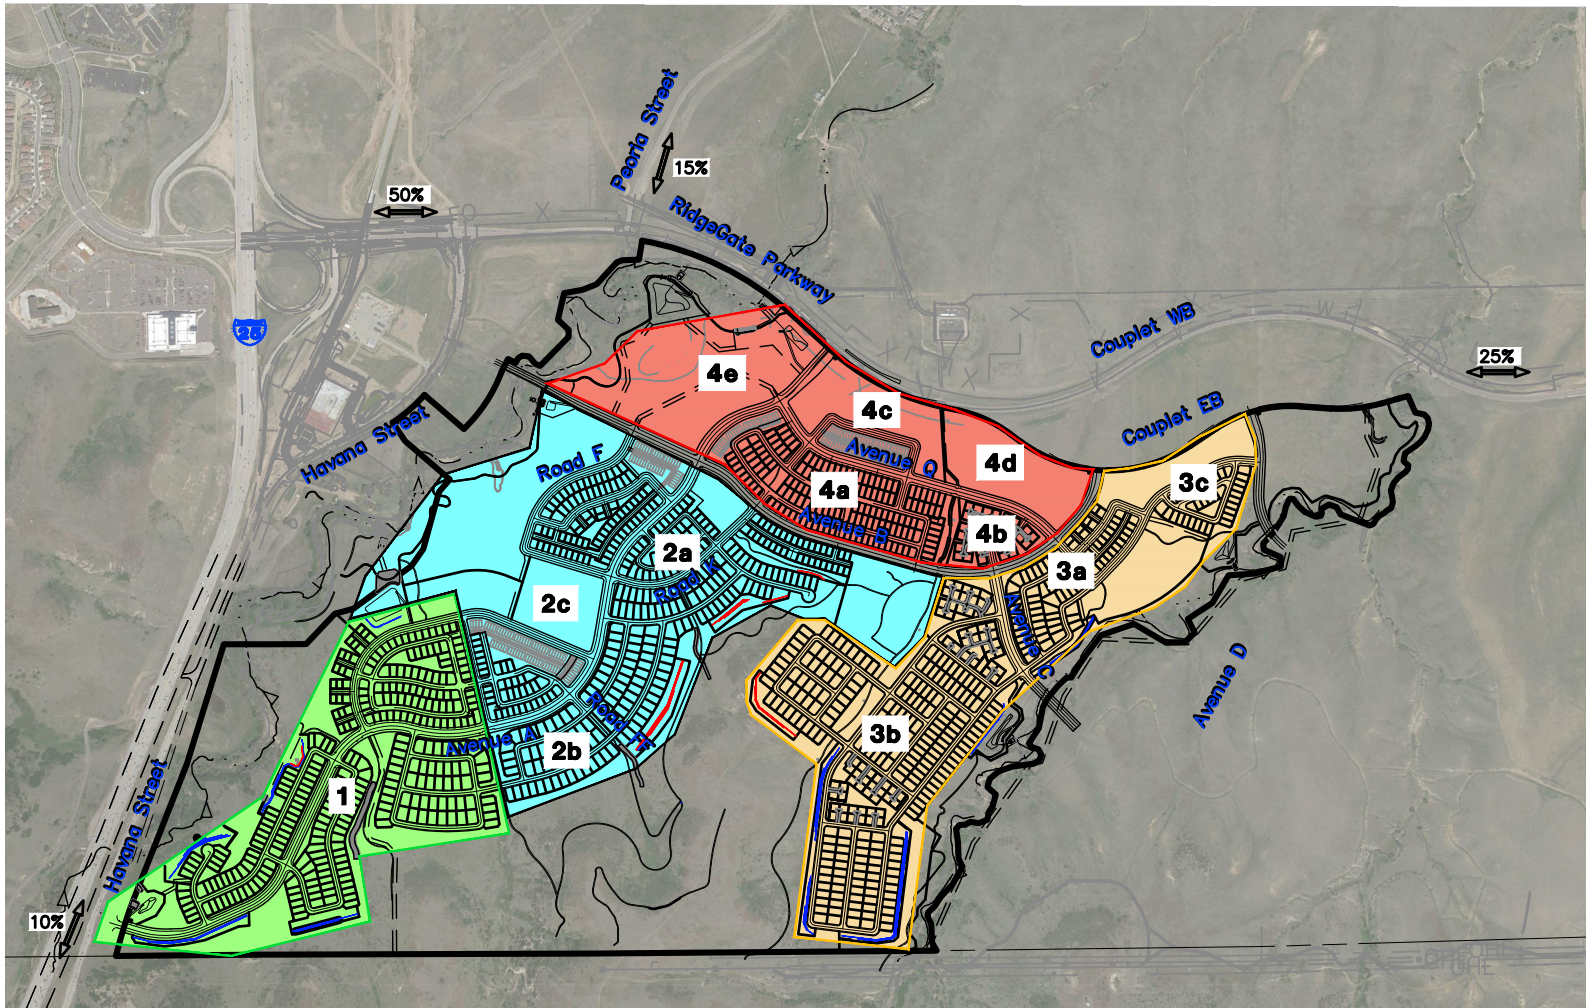 Peoria Street
15%
50%
RidgeGate Parkway
25
Couplet WB
25%
4e
4c
Couplet EB
Havana Street
Road F
Avenue Q
4d
3c
4a
Avenue B
4b
2a
3a
Road K
2c
Avenue C
Avenue D
Road F
3b
Avenue A
2b
1
Havana Street
10%